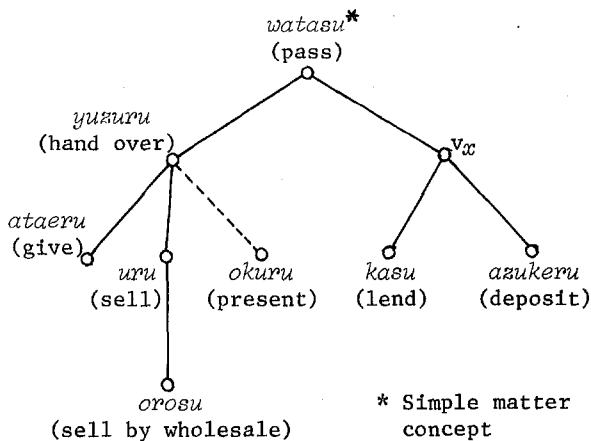 watasu*
(pass)
yuzuru
(hand over)
vx
ataeru
(give)
uru
(sell)
okuru
(present)
kasu
(lend)
azukeru
(deposit)
orosu
(sell by wholesale)
* Simple matter
concept